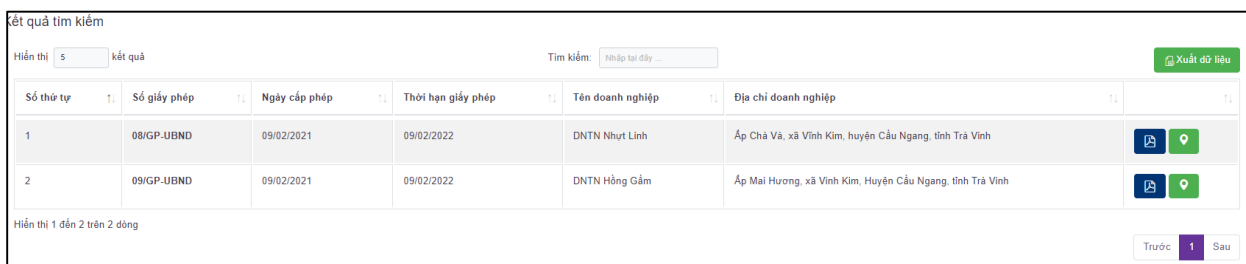 Kết quả tìm kiếm
Hiển thị 5 kết quả Tìm kiếm: Nhập tại đây ... Xuất dữ liệu
Số thứ tự Số giấy phép Ngày cấp phép Thời hạn giấy phép Tên doanh nghiệp Địa chỉ doanh nghiệp
1 08/GP-UBND 09/02/2021 09/02/2022 DNTN Nhựt Linh Ấp Chà Và, xã Vĩnh Kim, huyện Cầu Ngang, tỉnh Trà Vinh
2 09/GP-UBND 09/02/2021 09/02/2022 DNTN Hồng Gấm Ấp Mai Hương, xã Vinh Kim, Huyện Cầu Ngang, tỉnh Trà Vinh
Hiển thị 1 đến 2 trên 2 dòng
Trước 1 Sau